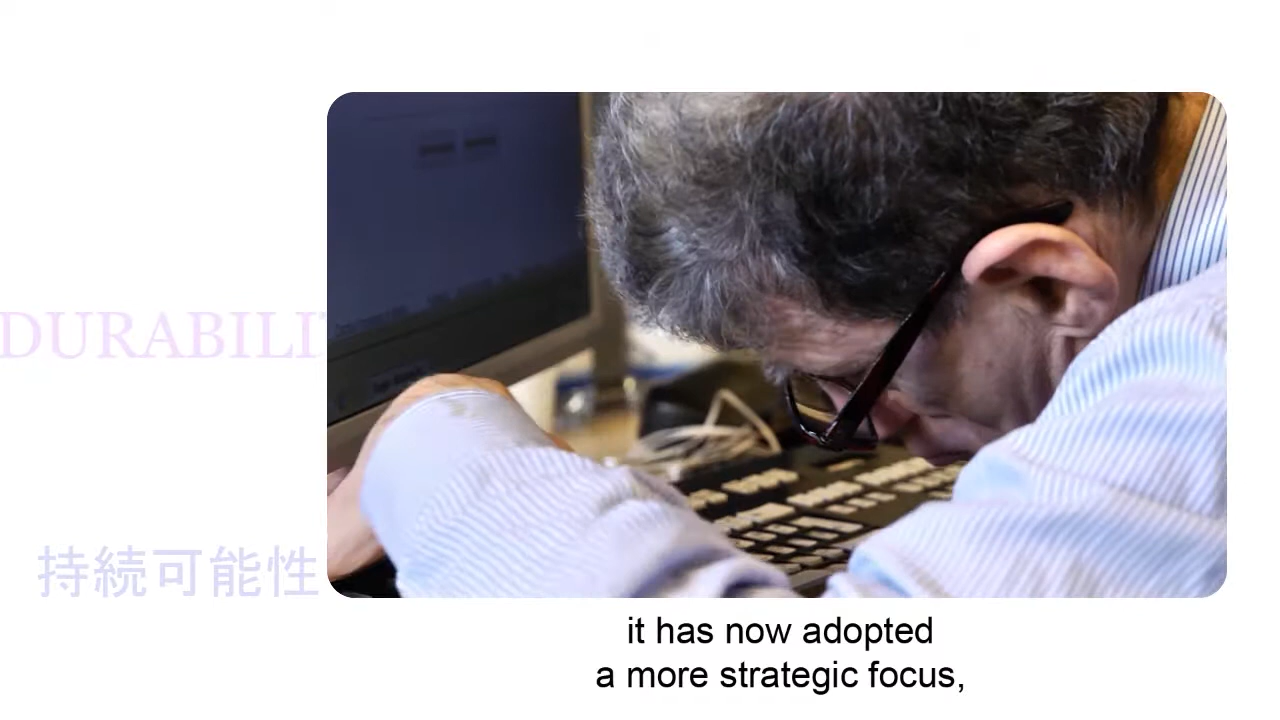 DURABILI
持続可能性
it has now adopted
a more strategic focus,